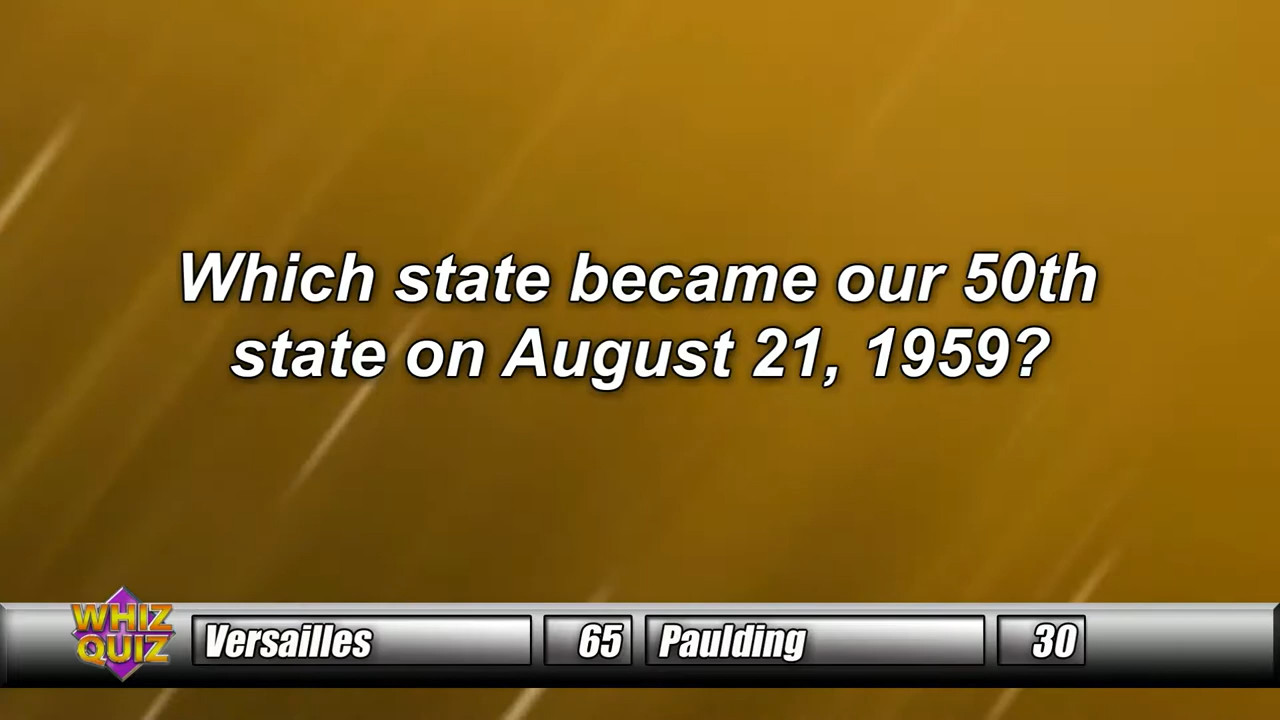 Which state became our 50th
state on August 21, 1959?
WHIZ
QUIZ
Versailles 65 Paulding 30